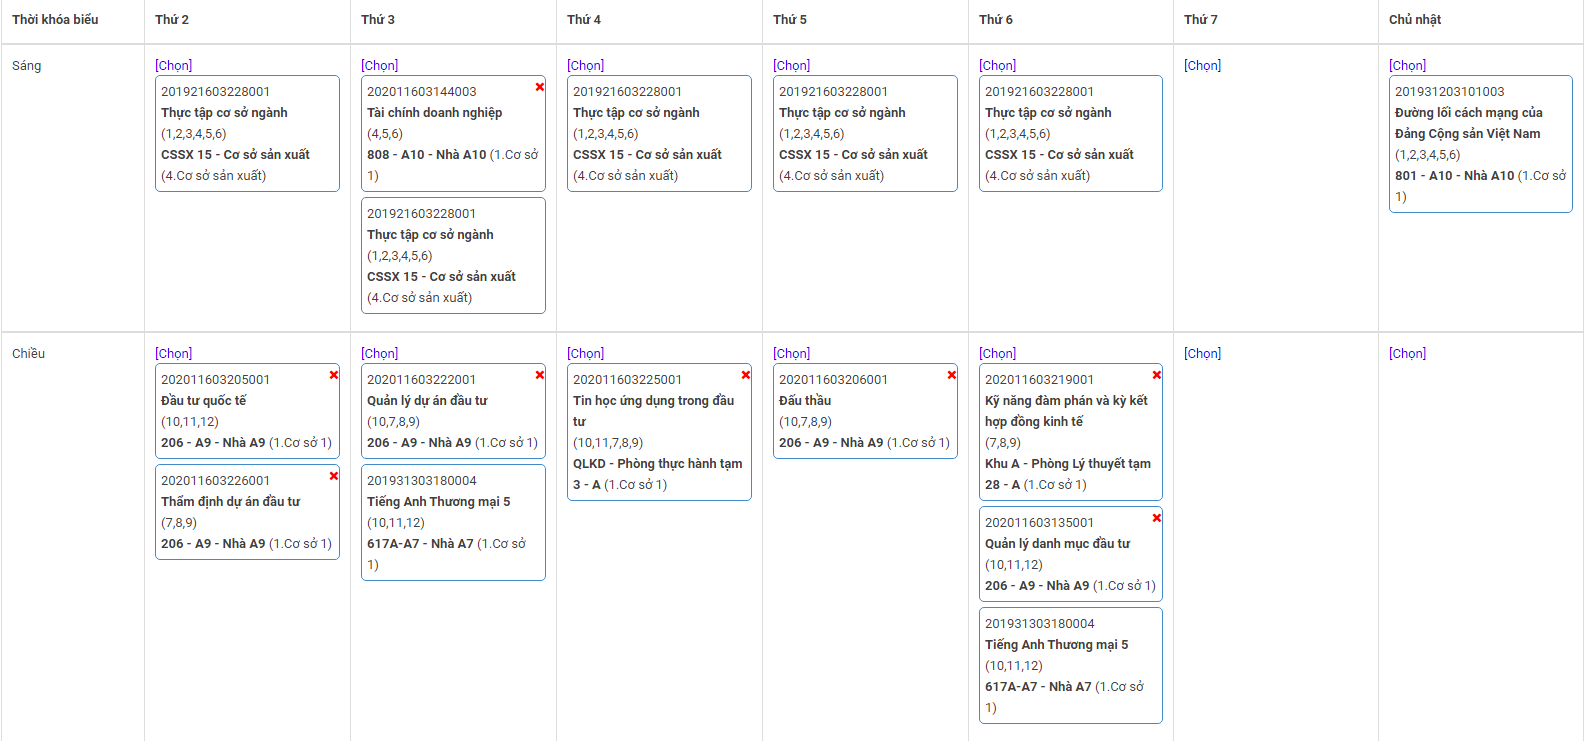 Thời khóa biểu
Thứ 2
Thứ 3
Thứ 4
Thứ 5
Thứ 6
Thứ 7
Chủ nhật
Sáng
[Chọn]
201921603228001
Thực tập cơ sở ngành
(1,2,3,4,5,6)
CSSX 15 - Cơ sở sản xuất
(4.Cơ sở sản xuất)
[Chọn]
202011603144003
Tài chính doanh nghiệp
(4,5,6)
808 - A10 - Nhà A10 (1.Cơ sở
1)
201921603228001
Thực tập cơ sở ngành
(1,2,3,4,5,6)
CSSX 15 - Cơ sở sản xuất
(4.Cơ sở sản xuất)
[Chọn]
201921603228001
Thực tập cơ sở ngành
(1,2,3,4,5,6)
CSSX 15 - Cơ sở sản xuất
(4.Cơ sở sản xuất)
[Chọn]
201921603228001
Thực tập cơ sở ngành
(1,2,3,4,5,6)
CSSX 15 - Cơ sở sản xuất
(4.Cơ sở sản xuất)
[Chọn]
201921603228001
Thực tập cơ sở ngành
(1,2,3,4,5,6)
CSSX 15 - Cơ sở sản xuất
(4.Cơ sở sản xuất)
[Chọn]
[Chọn]
201931203101003
Đường lối cách mạng của
Đảng Cộng sản Việt Nam
(1,2,3,4,5,6)
801 - A10 - Nhà A10 (1.Cơ sở
1)
Chiều
[Chọn]
202011603205001
Đầu tư quốc tế
(10,11,12)
206 - A9 - Nhà A9 (1.Cơ sở 1)
202011603226001
Thẩm định dự án đầu tư
(7,8,9)
206 - A9 - Nhà A9 (1.Cơ sở 1)
[Chọn]
202011603222001
Quản lý dự án đầu tư
(10,7,8,9)
206 - A9 - Nhà A9 (1.Cơ sở 1)
201931303180004
Tiếng Anh Thương mại 5
(10,11,12)
617A-A7 - Nhà A7 (1.Cơ sở
1)
[Chọn]
202011603225001
Tin học ứng dụng trong đầu
tư
(10,11,7,8,9)
QLKD - Phòng thực hành tạm
3 - A (1.Cơ sở 1)
[Chọn]
202011603206001
Đấu thầu
(10,7,8,9)
206 - A9 - Nhà A9 (1.Cơ sở 1)
[Chọn]
202011603219001
Kỹ năng đàm phán và kỳ kết
hợp đồng kinh tế
(7,8,9)
Khu A - Phòng Lý thuyết tạm
28 - A (1.Cơ sở 1)
202011603135001
Quản lý danh mục đầu tư
(10,11,12)
206 - A9 - Nhà A9 (1.Cơ sở 1)
201931303180004
Tiếng Anh Thương mại 5
(10,11,12)
617A-A7 - Nhà A7 (1.Cơ sở
1)
[Chọn]
[Chọn]